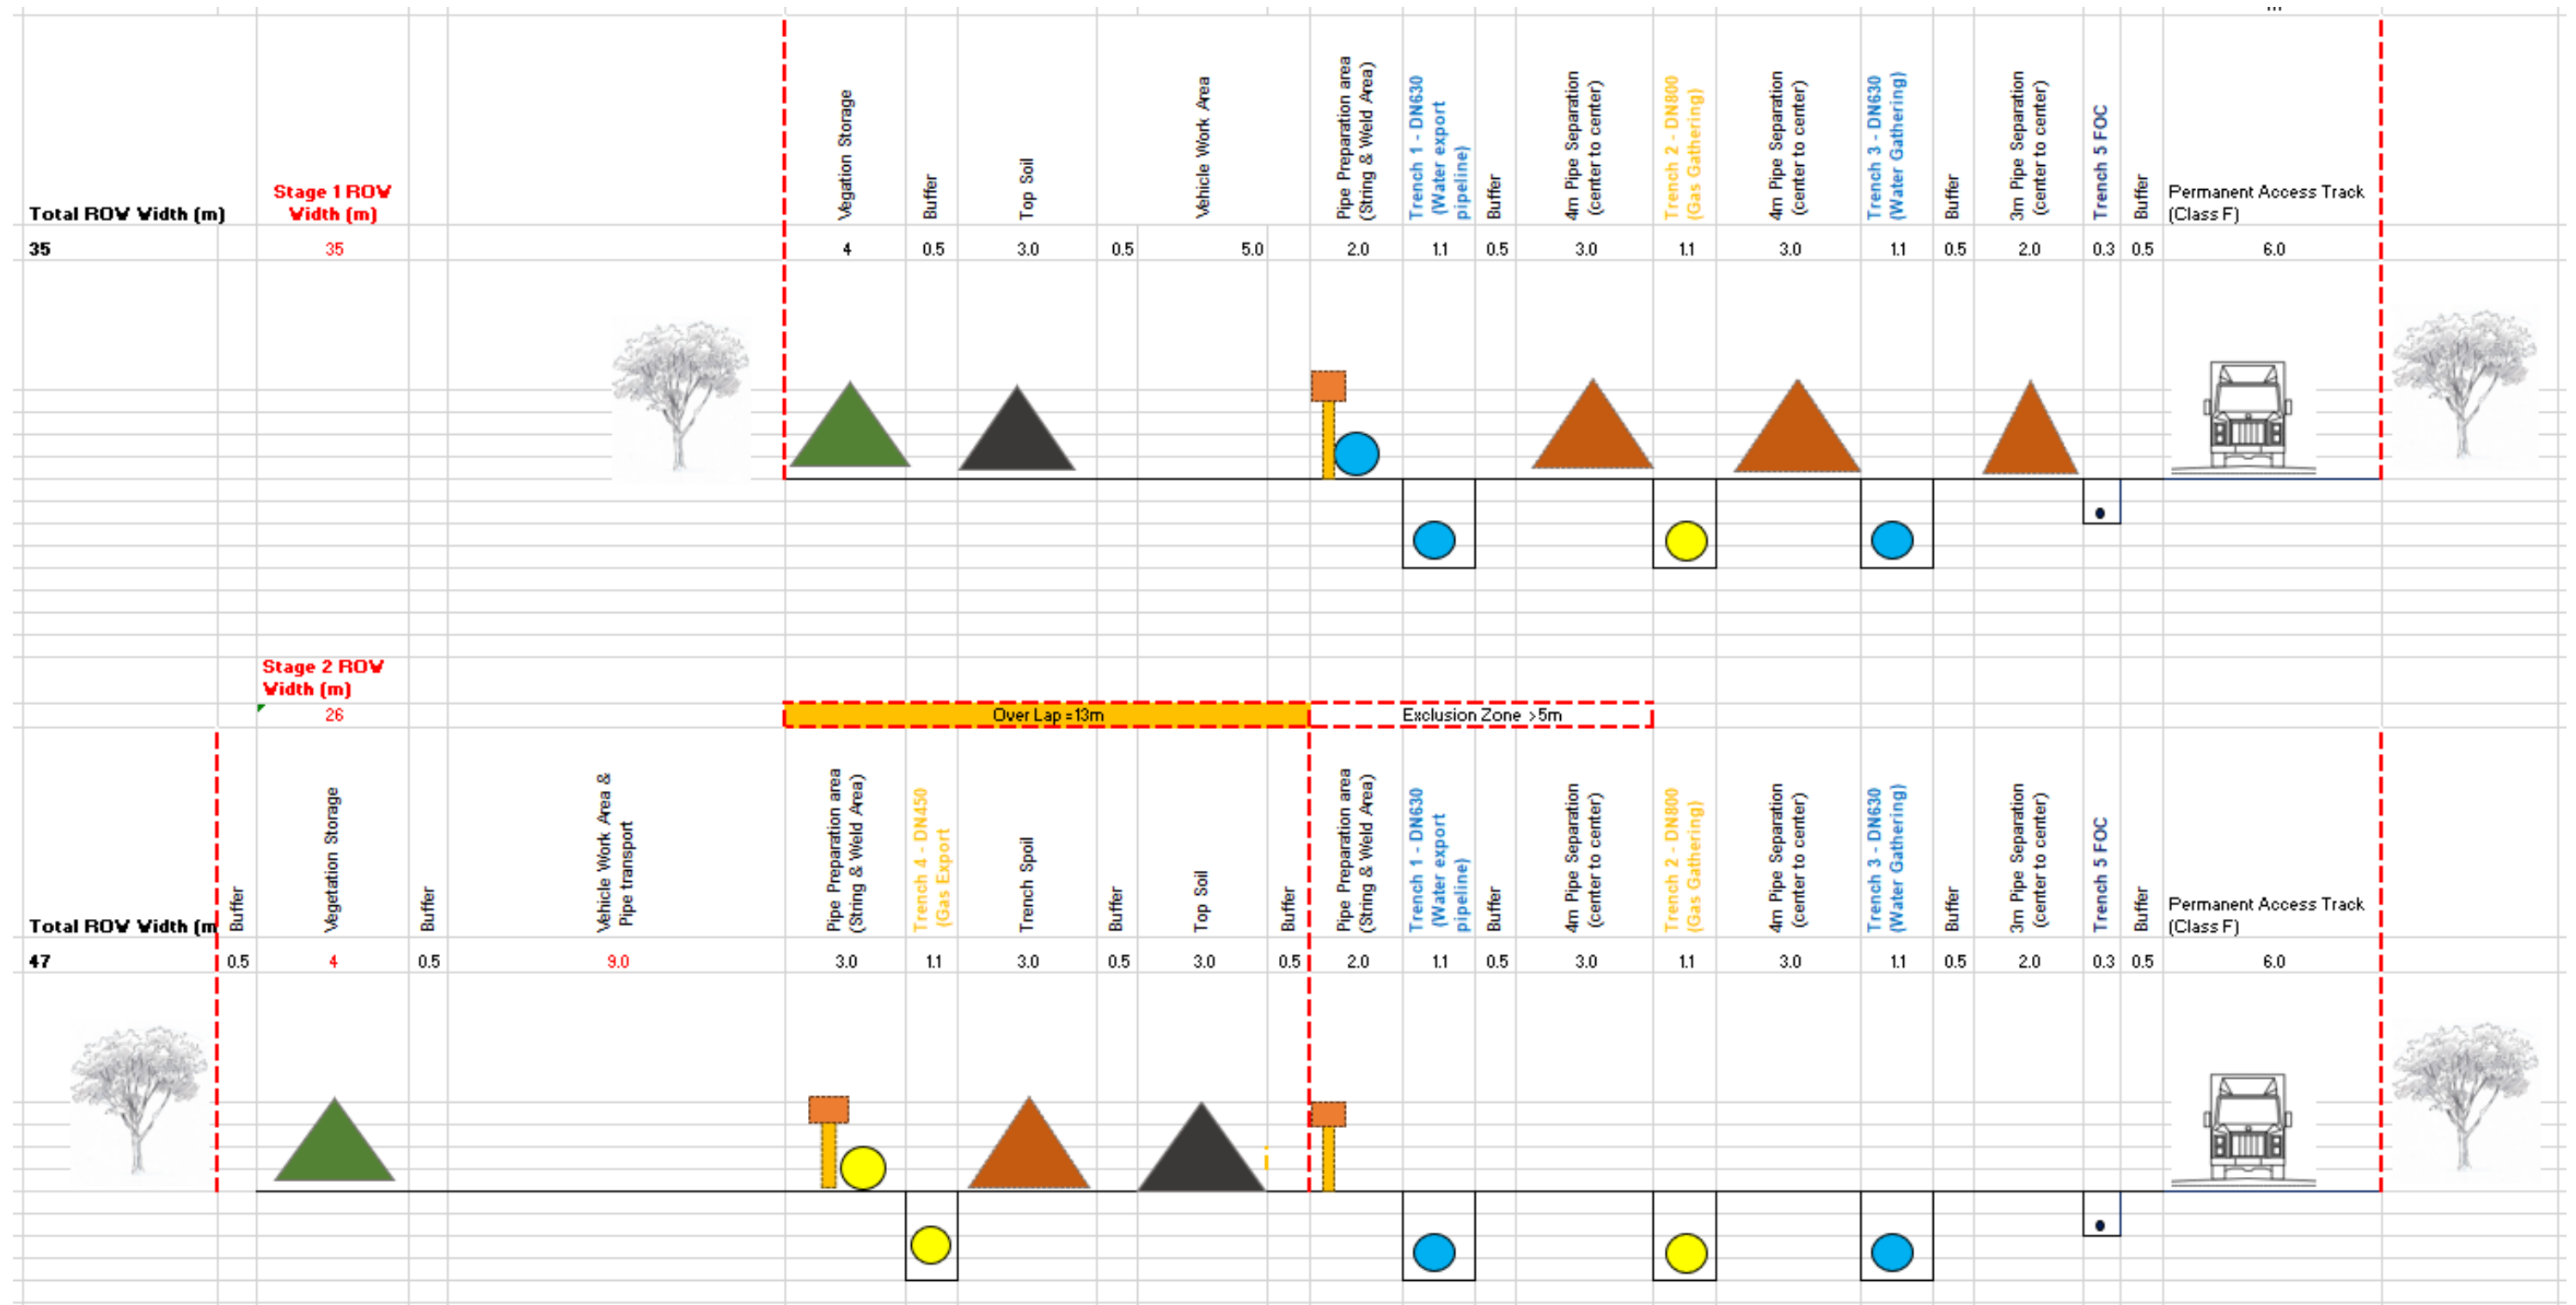 Total ROW Width (m)
Stage 1 ROW
Width (m)
Vegation Storage
Buffer
Top Soil
Vehicle Work Area
Pipe Preparation area
(String & Weld Area)
Trench 1 - DN630
(Water export
pipeline)
Buffer
4m Pipe Separation
(center to center)
Trench 2 - DN800
(Gas Gathering)
4m Pipe Separation
(center to center)
Trench 3 - DN630
(Water Gathering)
Buffer
3m Pipe Separation
(center to center)
Trench 5 FOC
Buffer
Permanent Access Track
(Class F)
35 35 4 0.5 3.0 0.5 5.0 2.0 1.1 0.5 3.0 1.1 3.0 1.1 0.5 2.0 0.3 0.5 6.0
Stage 2 ROW
Width (m)
26 Over Lap =13m Exclusion Zone >5m
Total ROW Width (m
Buffer
Vegetation Storage
Buffer
Vehicle Work Area &
Pipe transport
Pipe Preparation area
(String & Weld Area)
Trench 4 - DN450
(Gas Export
Trench Spoil
Buffer
Top Soil
Buffer
Pipe Preparation area
(String & Weld Area)
Trench 1 - DN630
(Water export
pipeline)
Buffer
4m Pipe Separation
(center to center)
Trench 2 - DN800
(Gas Gathering)
4m Pipe Separation
(center to center)
Trench 3 - DN630
(Water Gathering)
Buffer
3m Pipe Separation
(center to center)
Trench 5 FOC
Buffer
Permanent Access Track
(Class F)
47 0.5 4 0.5 9.0 3.0 1.1 3.0 0.5 3.0 0.5 2.0 1.1 0.5 3.0 1.1 3.0 1.1 0.5 2.0 0.3 0.5 6.0